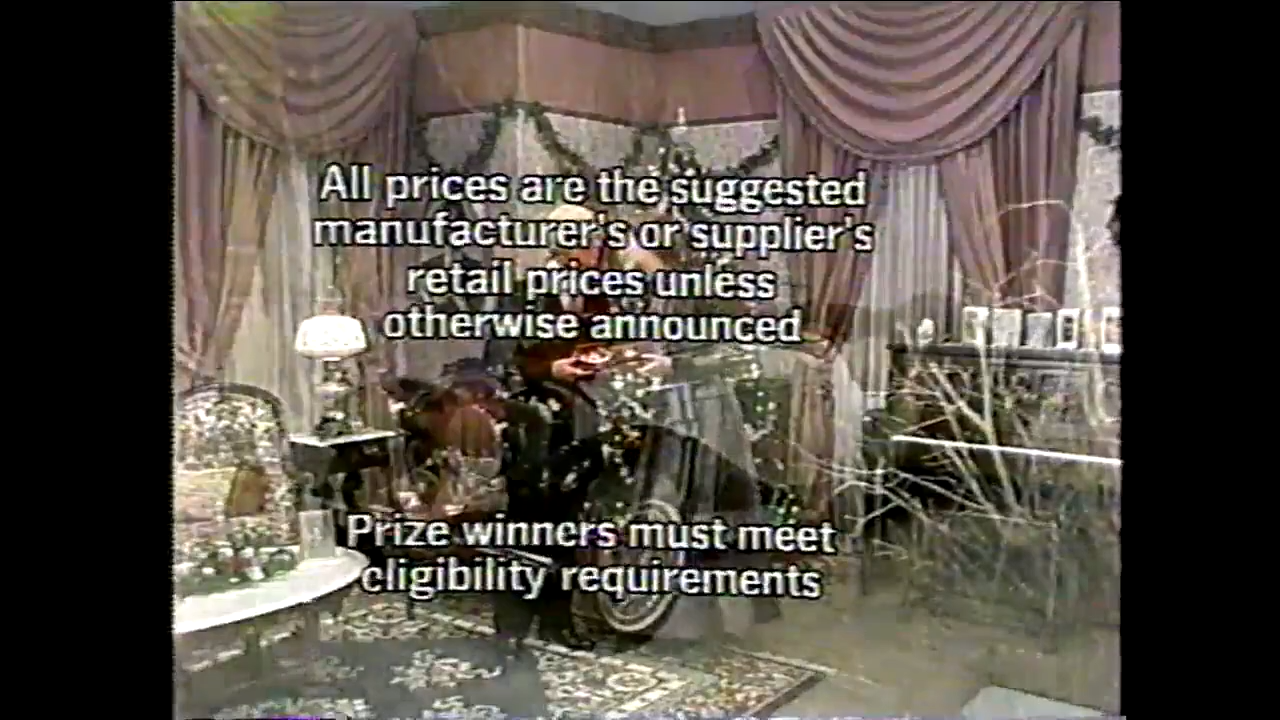 All prices are the suggested
manufacturer's or supplier's
retail prices unless
otherwise announced
Prize winners must meet
eligibility requirements